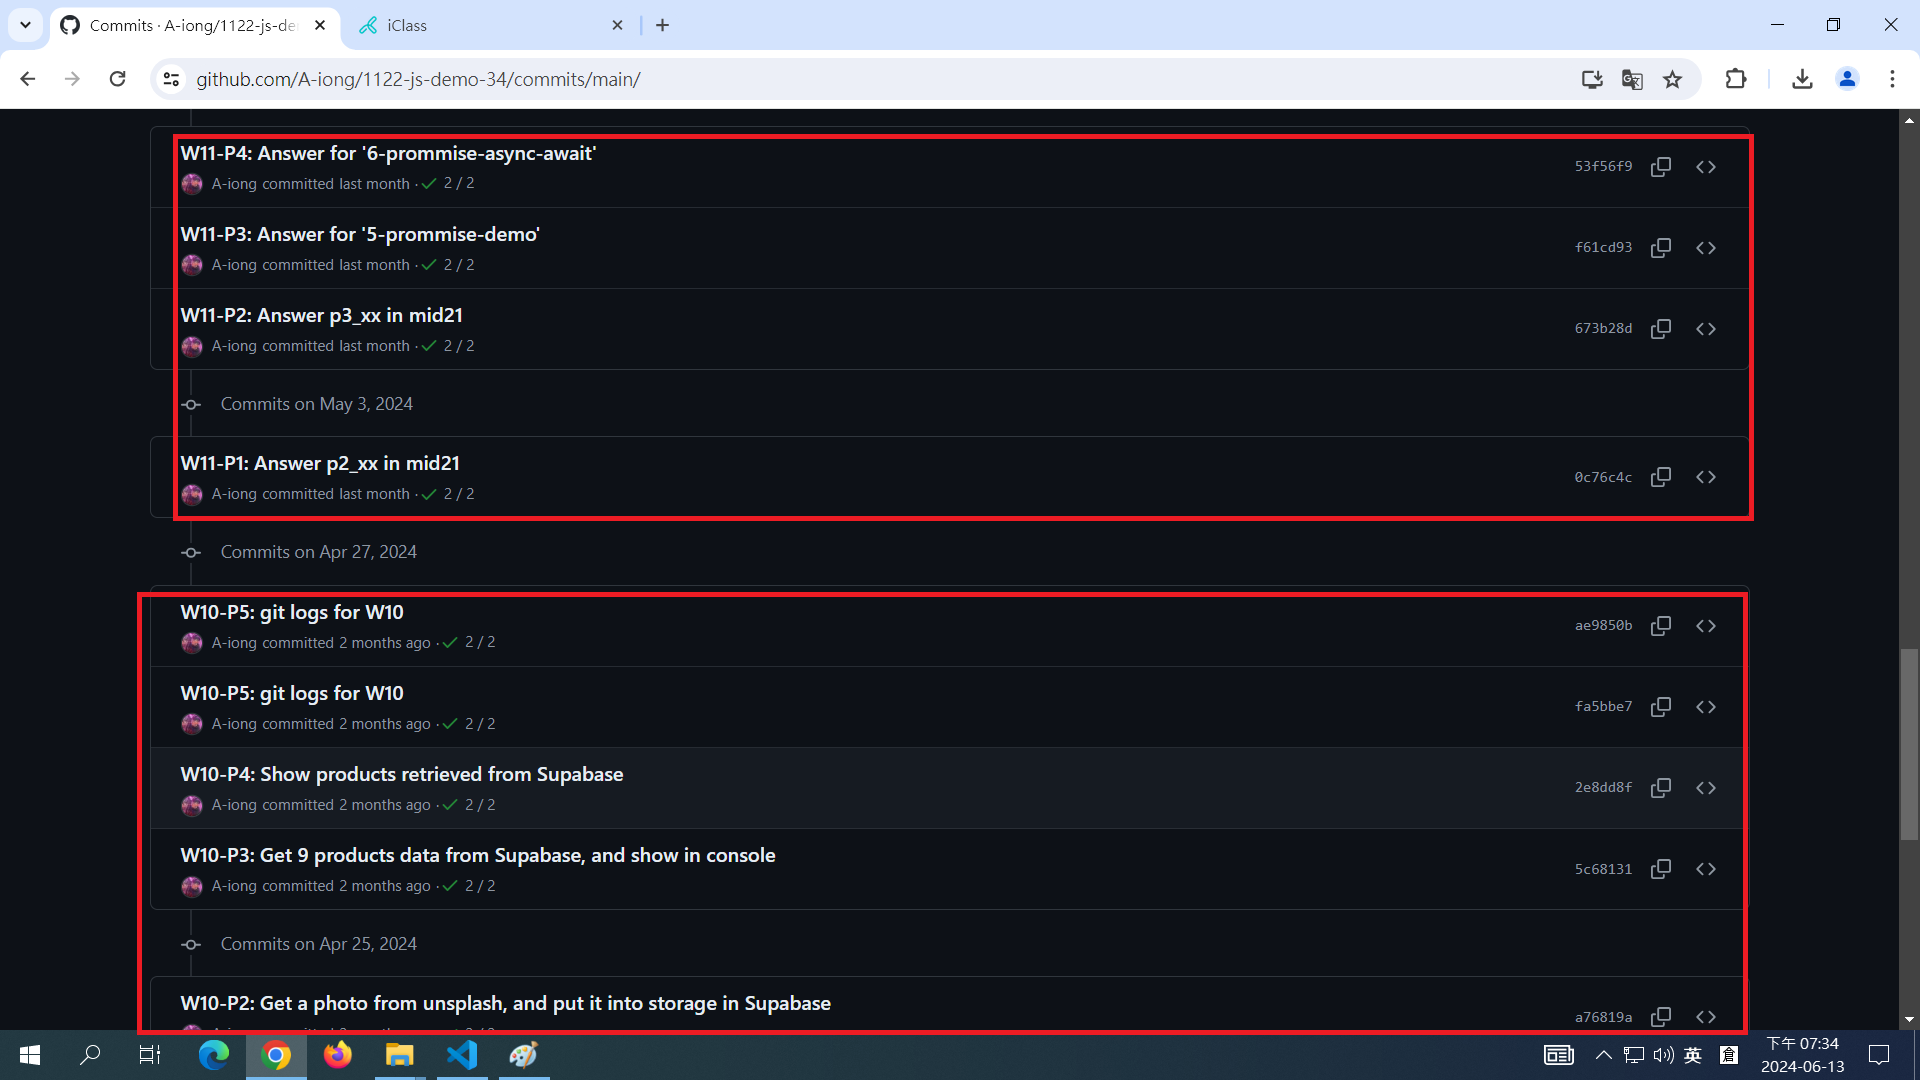 Commits · A-iong/1122-js-de
iClass
github.com/A-iong/1122-js-demo-34/commits/main/
W11-P4: Answer for '6-prommise-async-await'
A-iong committed last month · 2 / 2
53f56f9
W11-P3: Answer for '5-prommise-demo'
A-iong committed last month · 2 / 2
f61cd93
W11-P2: Answer p3_xx in mid21
A-iong committed last month · 2 / 2
673b28d
Commits on May 3, 2024
W11-P1: Answer p2_xx in mid21
A-iong committed last month · 2 / 2
0c76c4c
Commits on Apr 27, 2024
W10-P5: git logs for W10
A-iong committed 2 months ago · 2 / 2
ae9850b
W10-P5: git logs for W10
A-iong committed 2 months ago · 2 / 2
fa5bbe7
W10-P4: Show products retrieved from Supabase
A-iong committed 2 months ago · 2 / 2
2e8dd8f
W10-P3: Get 9 products data from Supabase, and show in console
A-iong committed 2 months ago · 2 / 2
5c68131
Commits on Apr 25, 2024
W10-P2: Get a photo from unsplash, and put it into storage in Supabase
a76819a
英
倉
下午 07:34
2024-06-13